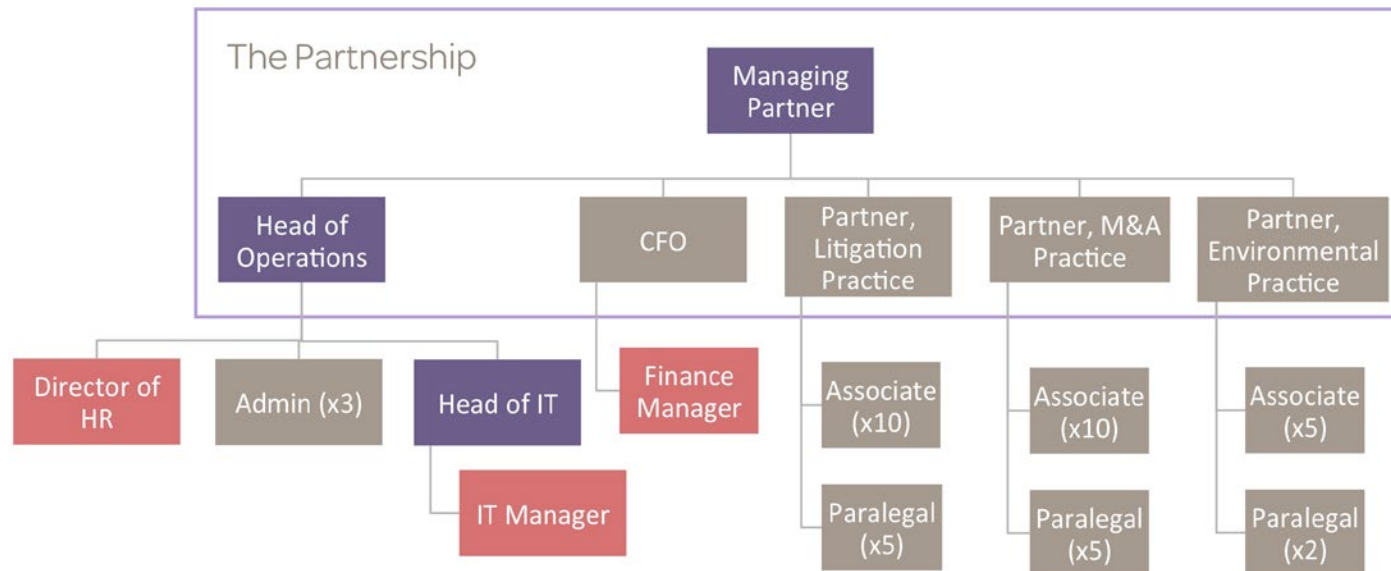 The Partnership
Managing
Partner
Head of
Operations
CFO
Partner,
Litigation
Practice
Partner, M&A
Practice
Partner,
Environmental
Practice
Director of
HR
Admin (x3)
Head of IT
Finance
Manager
Associate
(x10)
Associate
(x10)
Associate
(x5)
IT Manager
Paralegal
(x5)
Paralegal
(x5)
Paralegal
(x2)